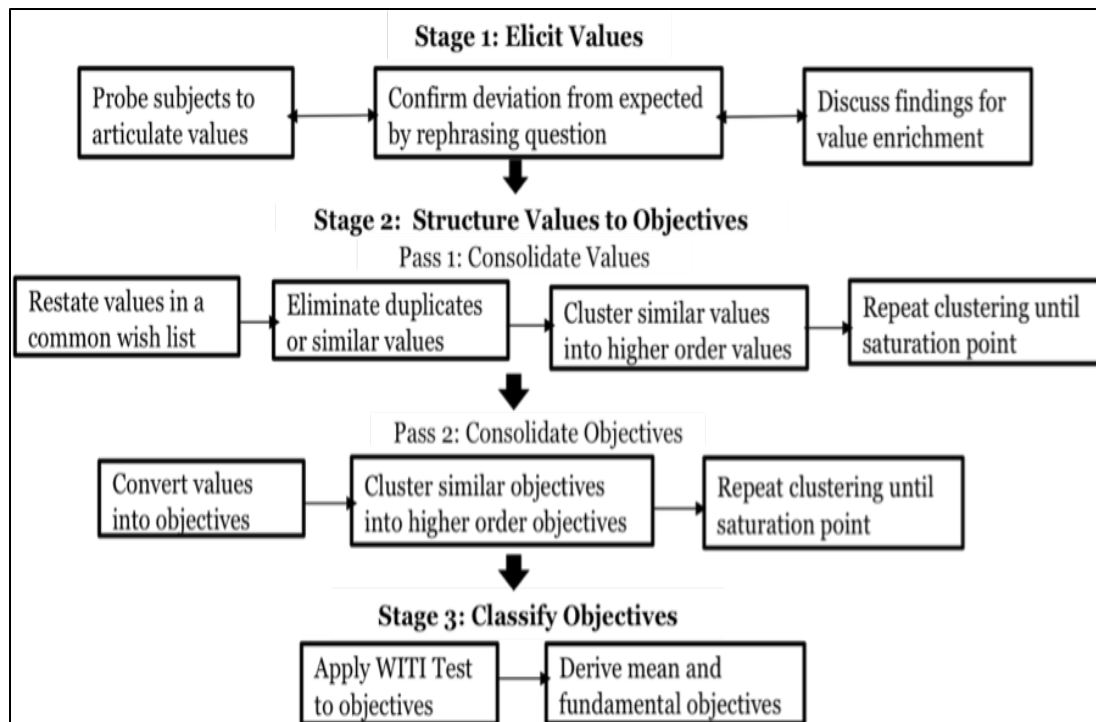 Stage 1: Elicit Values
Probe subjects to
articulate values
Confirm deviation from expected
by rephrasing question
Discuss findings for
value enrichment
Stage 2: Structure Values to Objectives
Pass 1: Consolidate Values
Restate values in a
common wish list
Eliminate duplicates
or similar values
Cluster similar values
into higher order values
Repeat clustering until
saturation point
Pass 2: Consolidate Objectives
Convert values
into objectives
Cluster similar objectives
into higher order objectives
Repeat clustering until
saturation point
Stage 3: Classify Objectives
Apply WITI Test
to objectives
Derive mean and
fundamental objectives